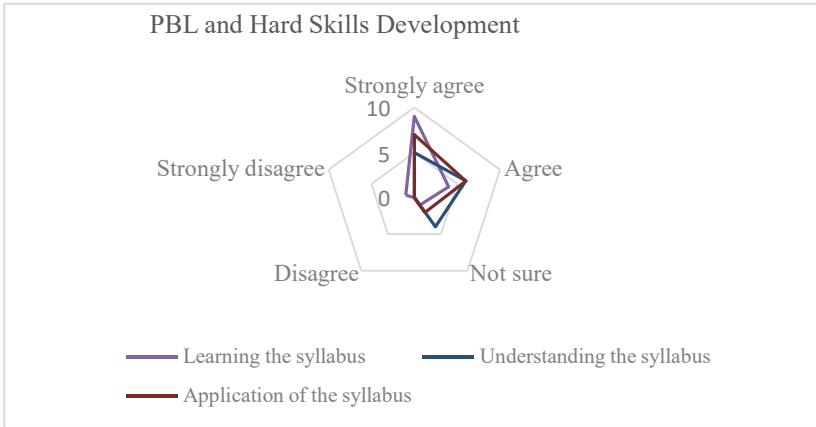 PBL and Hard Skills Development
Strongly agree
10
5
0
Strongly disagree
Agree
Disagree
Not sure
Learning the syllabus
Understanding the syllabus
Application of the syllabus